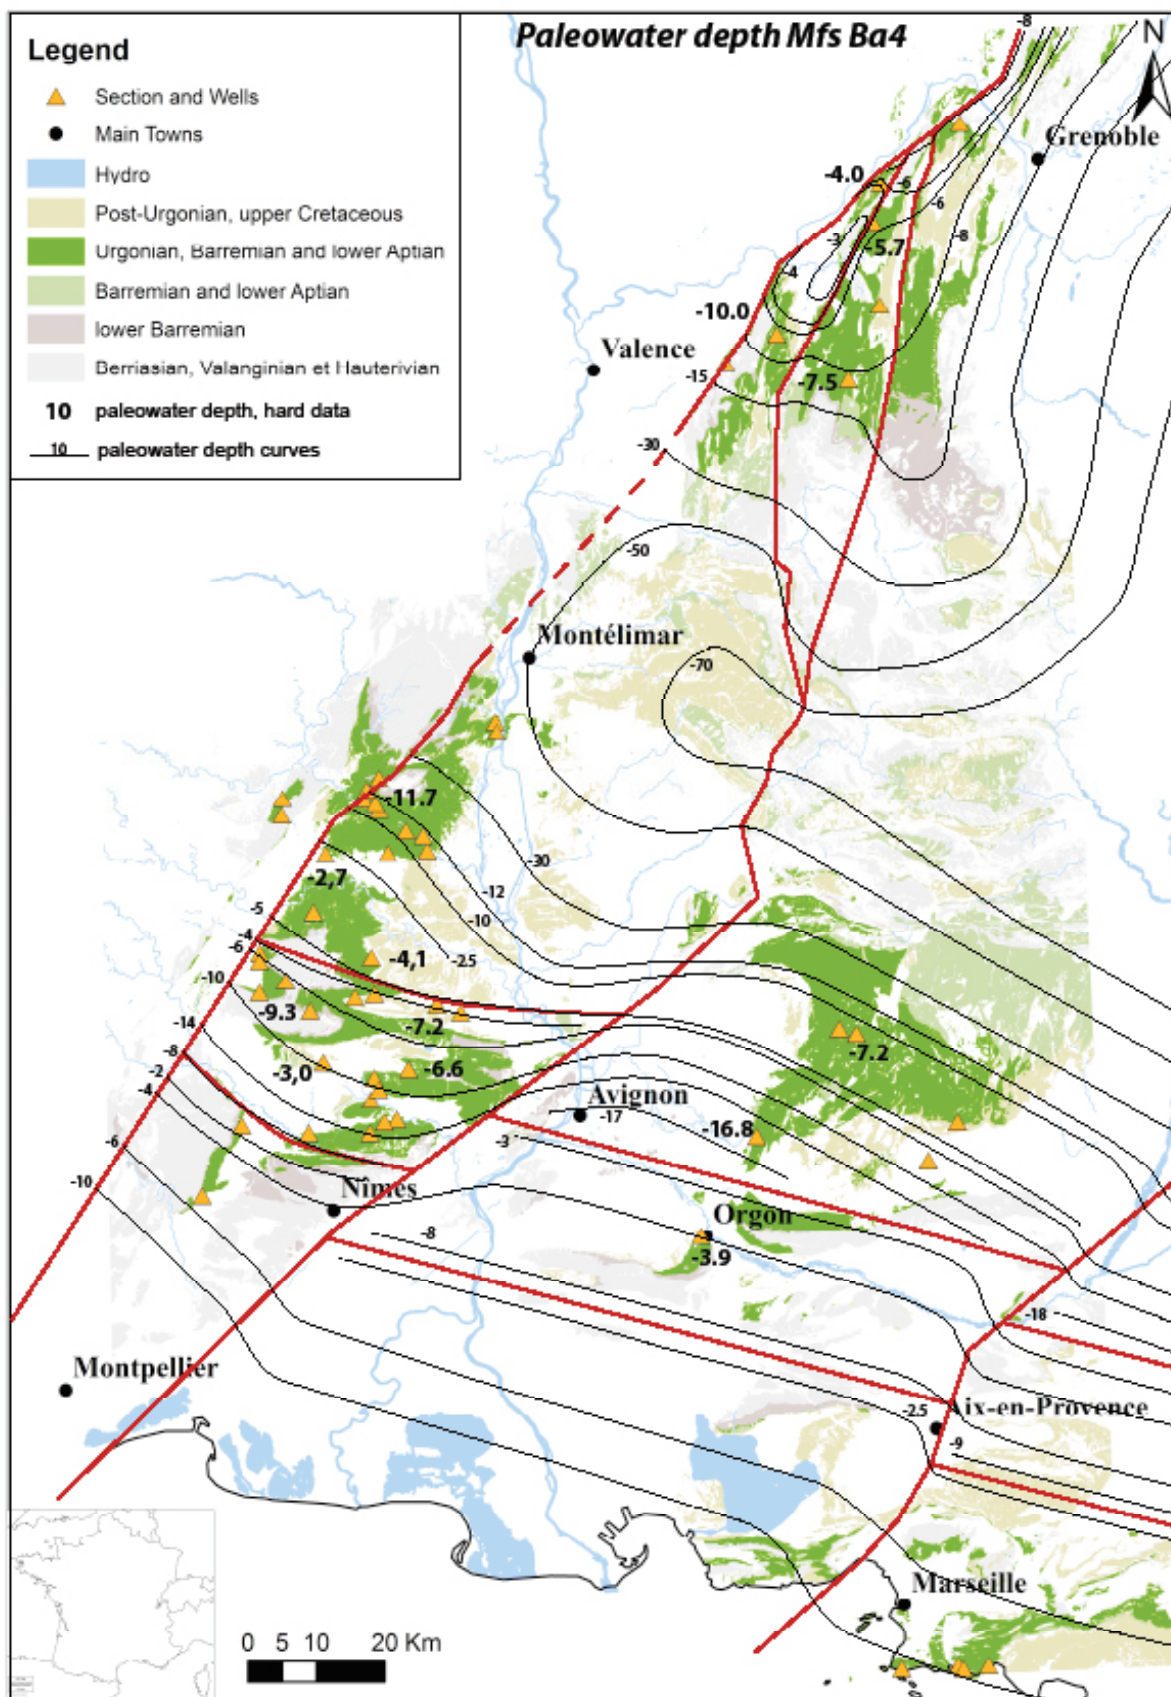 Paleowater depth Mfs Ba4
N
Legend
Section and Wells
Main Towns
Hydro
Post-Urgonian, upper Cretaceous
Urgonian, Barremian and lower Aptian
Barremian and lower Aptian
lower Barremian
Berriasian, Valanginian et Hauterivian
10 paleowater depth, hard data
10 paleowater depth curves
-8
Grenoble
-4.0
-6
-6
-3
-5.7
-8
-4
-10.0
Valence
-15
-7.5
-30
-50
Montélimar
-70
-11.7
-30
-2,7
-12
-5
-10
-4
-6
-4,1
-25
-10
-9.3
-7.2
-14
-7.2
-8
-3,0
-6.6
-2
-4
Avignon
-17
-16.8
-6
-3
-10
Nîmes
Orgon
-8
-3.9
-18
Montpellier
-2.5
Aix-en-Provence
-9
Marseille
0 5 10 20 Km